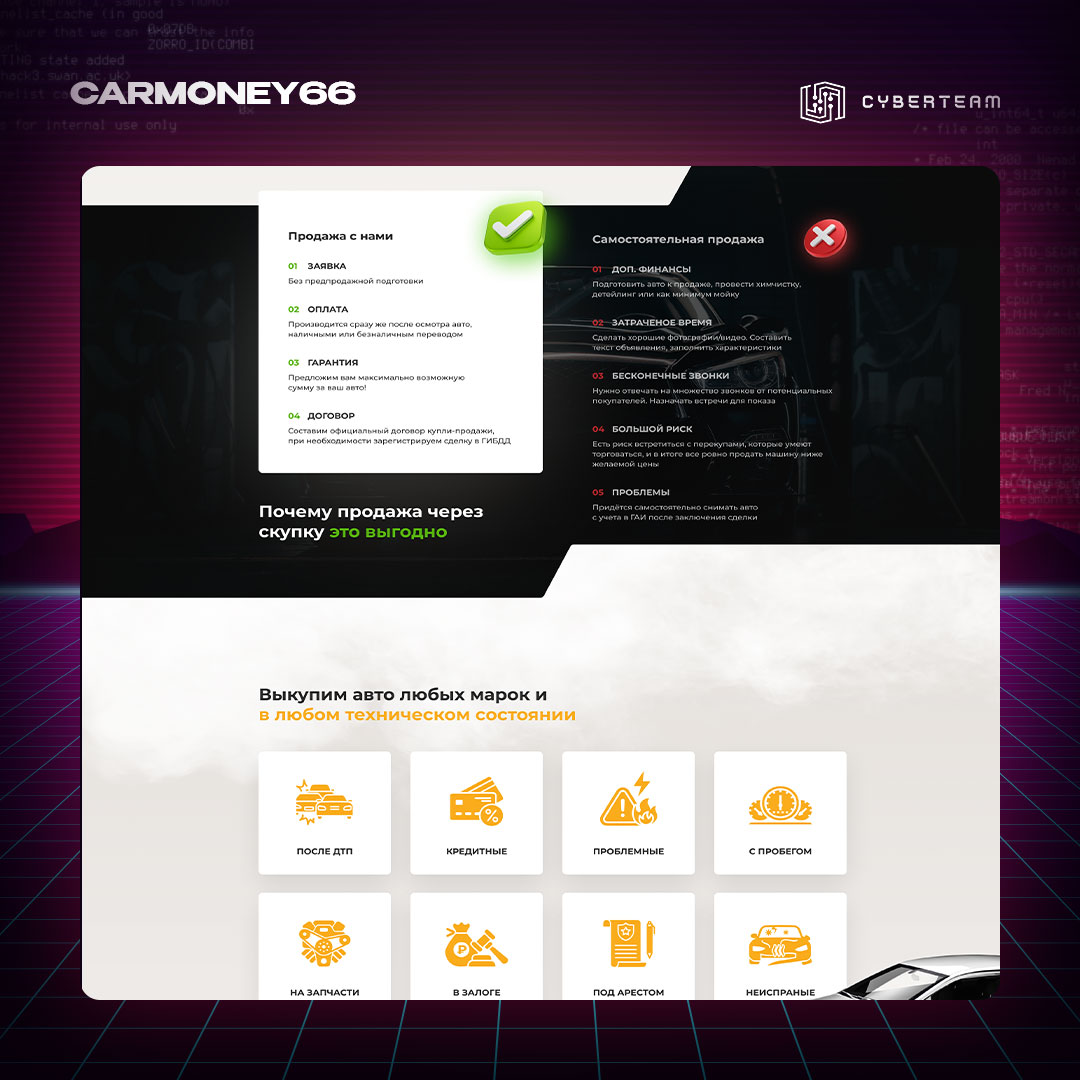 nelist_cache (in good
CARMONEY66
CYBERTEAM
s for internal use only
Продажа с нами
01 ЗАЯВКА
Без предпродажной подготовки
02 ОПЛАТА
Производится сразу же после осмотра авто,
наличными или безналичным переводом
03 ГАРАНТИЯ
Предложим вам максимально возможную
сумму за ваш авто!
04 ДОГОВОР
Составим официальный договор купли-продажи,
при необходимости зарегистрируем сделку в ГИБДД
Почему продажа через
скупку это выгодно
Самостоятельная продажа
01 ДОП. ФИНАНСЫ
Подготовить авто к продаже, провести химчистку,
детейлинг или как минимум мойку
02 ЗАТРАЧЕНОЕ ВРЕМЯ
Сделать хорошие фотографии/видео. Составить
текст объявления, заполнить характеристики
03 БЕСКОНЕЧНЫЕ ЗВОНКИ
Нужно отвечать на множество звонков от потенциальных
покупателей. Назначать встречи для показа
04 БОЛЬШОЙ РИСК
Есть риск встретиться с перекупами, которые умеют
торговаться, и в итоге все ровно продать машину ниже
желаемой цены
05 ПРОБЛЕМЫ
Придётся самостоятельно снимать авто
с учета в ГАИ после заключения сделки
Выкупим авто любых марок и
в любом техническом состоянии
ПОСЛЕ ДТП
КРЕДИТНЫЕ
ПРОБЛЕМНЫЕ
С ПРОБЕГОМ
НА ЗАПЧАСТИ
В ЗАЛОГЕ
ПОД АРЕСТОМ
НЕИСПРАНЫЕ